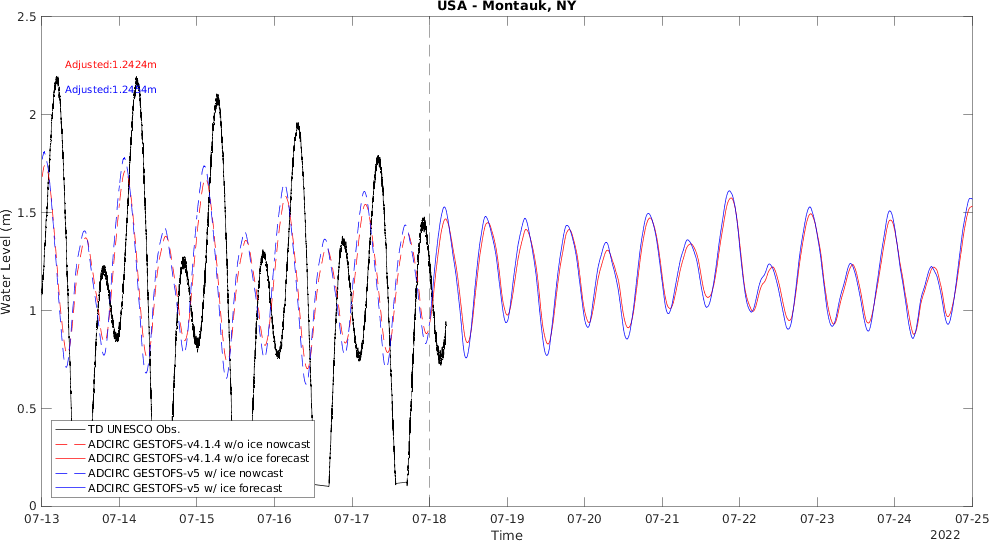 USA - Montauk, NY
2.5
Adjusted:1.2424m
2
1.5
Water Level (m)
1
0.5
TD UNESCO Obs.
ADCIRC GESTOFS-v4.1.4 w/o ice nowcast
ADCIRC GESTOFS-v4.1.4 w/o ice forecast
ADCIRC GESTOFS-v5 w/ ice nowcast
ADCIRC GESTOFS-v5 w/ ice forecast
0
07-13 07-14 07-15 07-16 07-17 07-18 07-19 07-20 07-21 07-22 07-23 07-24 07-25
Time
2022